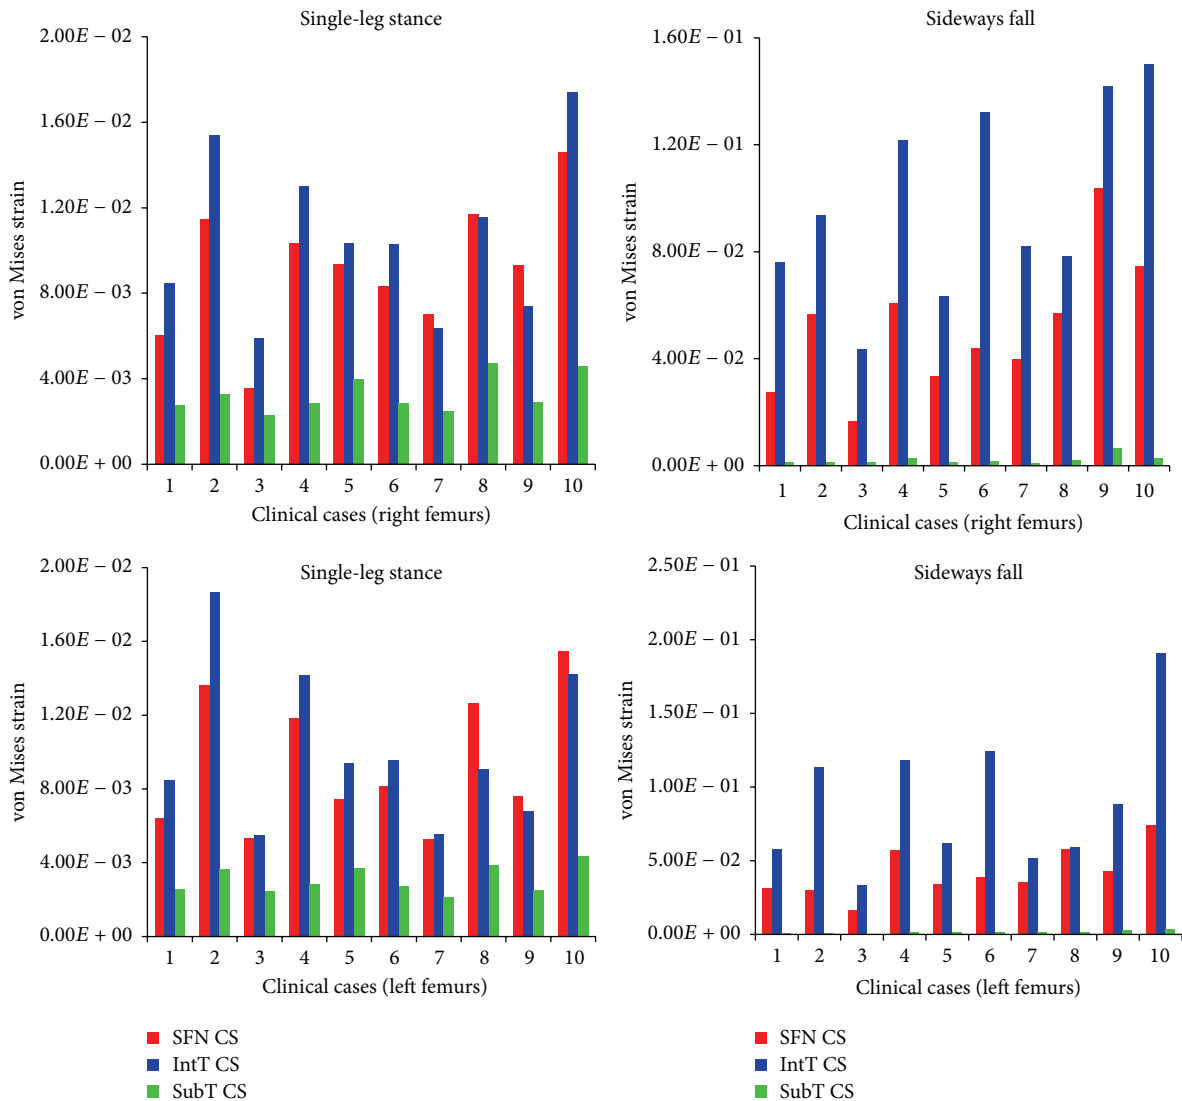 Single-leg stance
2.00E − 02
1.60E − 02
1.20E − 02
8.00E − 03
4.00E − 03
0.00E + 00
von Mises strain
1 2 3 4 5 6 7 8 9 10
Clinical cases (right femurs)
Sideways fall
1.60E − 01
1.20E − 01
8.00E − 02
4.00E − 02
0.00E + 00
von Mises strain
1 2 3 4 5 6 7 8 9 10
Clinical cases (right femurs)
Single-leg stance
2.00E − 02
1.60E − 02
1.20E − 02
8.00E − 03
4.00E − 03
0.00E + 00
von Mises strain
1 2 3 4 5 6 7 8 9 10
Clinical cases (left femurs)
SFN CS
IntT CS
SubT CS
Sideways fall
2.50E − 01
2.00E − 01
1.50E − 01
1.00E − 01
5.00E − 02
0.00E + 00
von Mises strain
1 2 3 4 5 6 7 8 9 10
Clinical cases (left femurs)
SFN CS
IntT CS
SubT CS